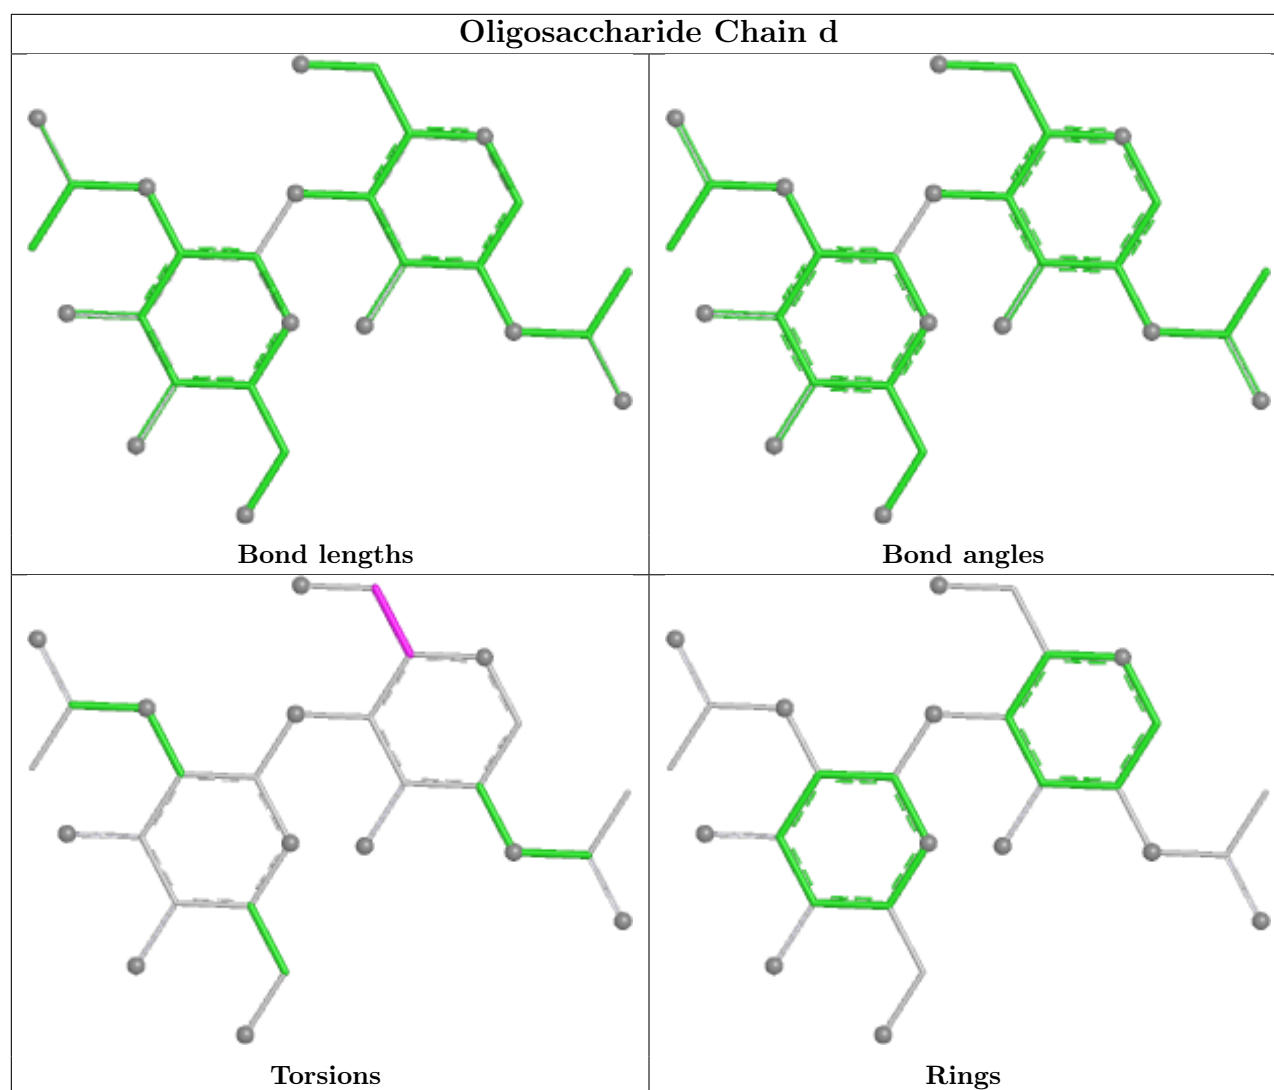 Oligosaccharide Chain d
Bond lengths
Bond angles
Torsions
Rings